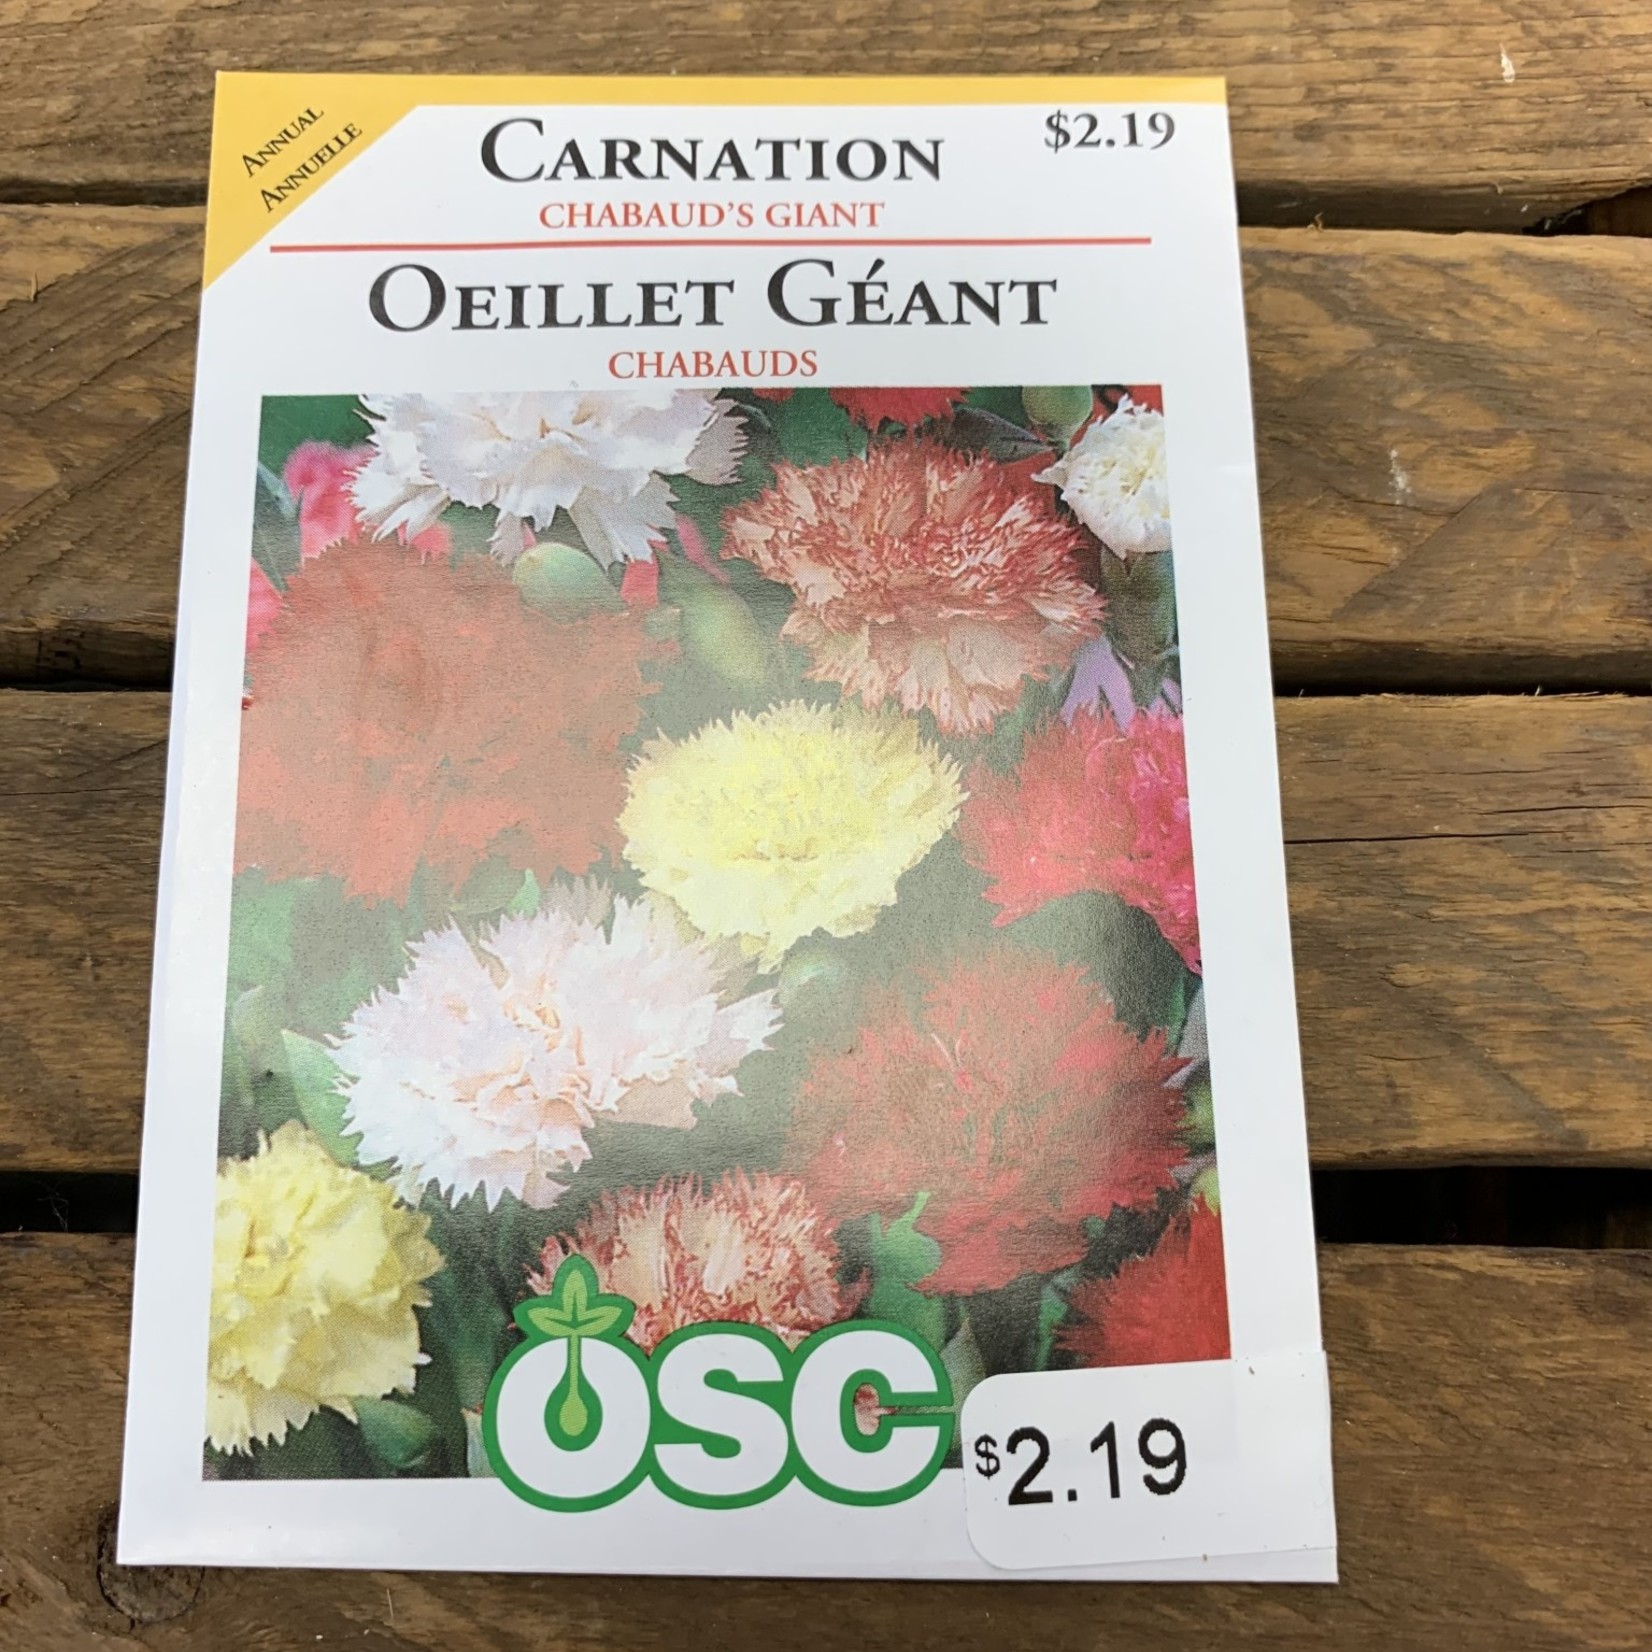 ANNUAL
ANNUELLE
CARNATION
$2.19
CHABAUD'S GIANT
OEILLET GÉANT
CHABAUDS
OSC
$2.19